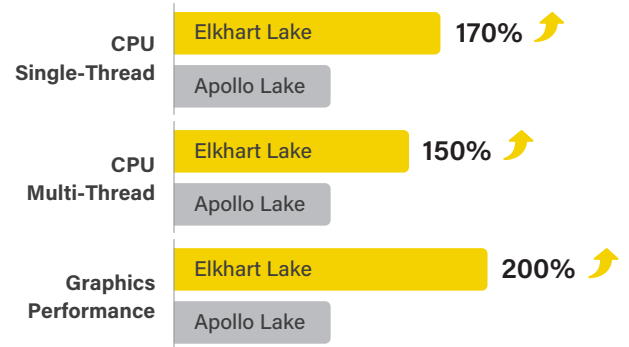 CPU
Single-Thread
Elkhart Lake
170%
Apollo Lake
CPU
Multi-Thread
Elkhart Lake
150%
Apollo Lake
Graphics
Performance
Elkhart Lake
200%
Apollo Lake